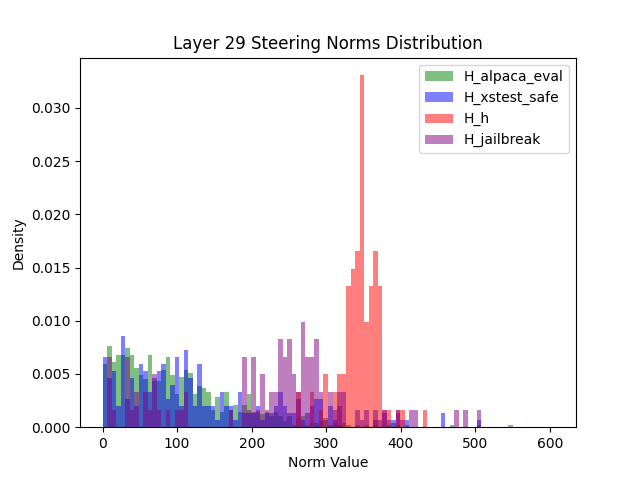 Layer 29 Steering Norms Distribution
H_alpaca_eval
H_xstest_safe
H_h
H_jailbreak
Density
0.030
0.025
0.020
0.015
0.010
0.005
0.000
0 100 200 300 400 500 600
Norm Value